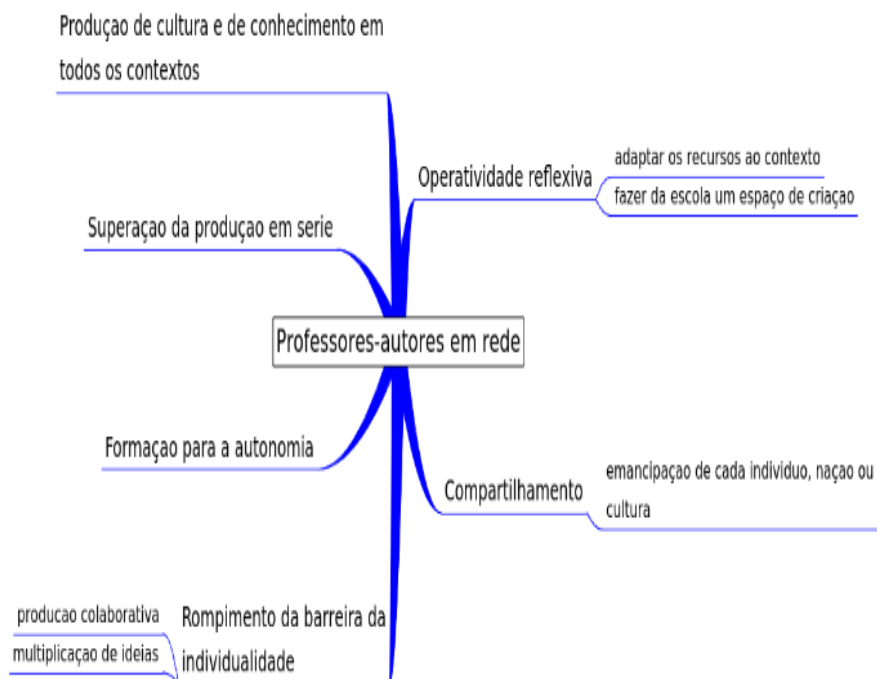 Produçao de cultura e de conhecimento em
todos os contextos
Operatividade reflexiva
adaptar os recursos ao contexto
fazer da escola um espaço de criaçao
Superaçao da produçao em serie
Professores-autores em rede
Formaçao para a autonomia
Compartilhamento
emancipaçao de cada individuo, naçao ou
cultura
Rompimento da barreira da
individualidade
producao colaborativa
multiplicaçao de ideias